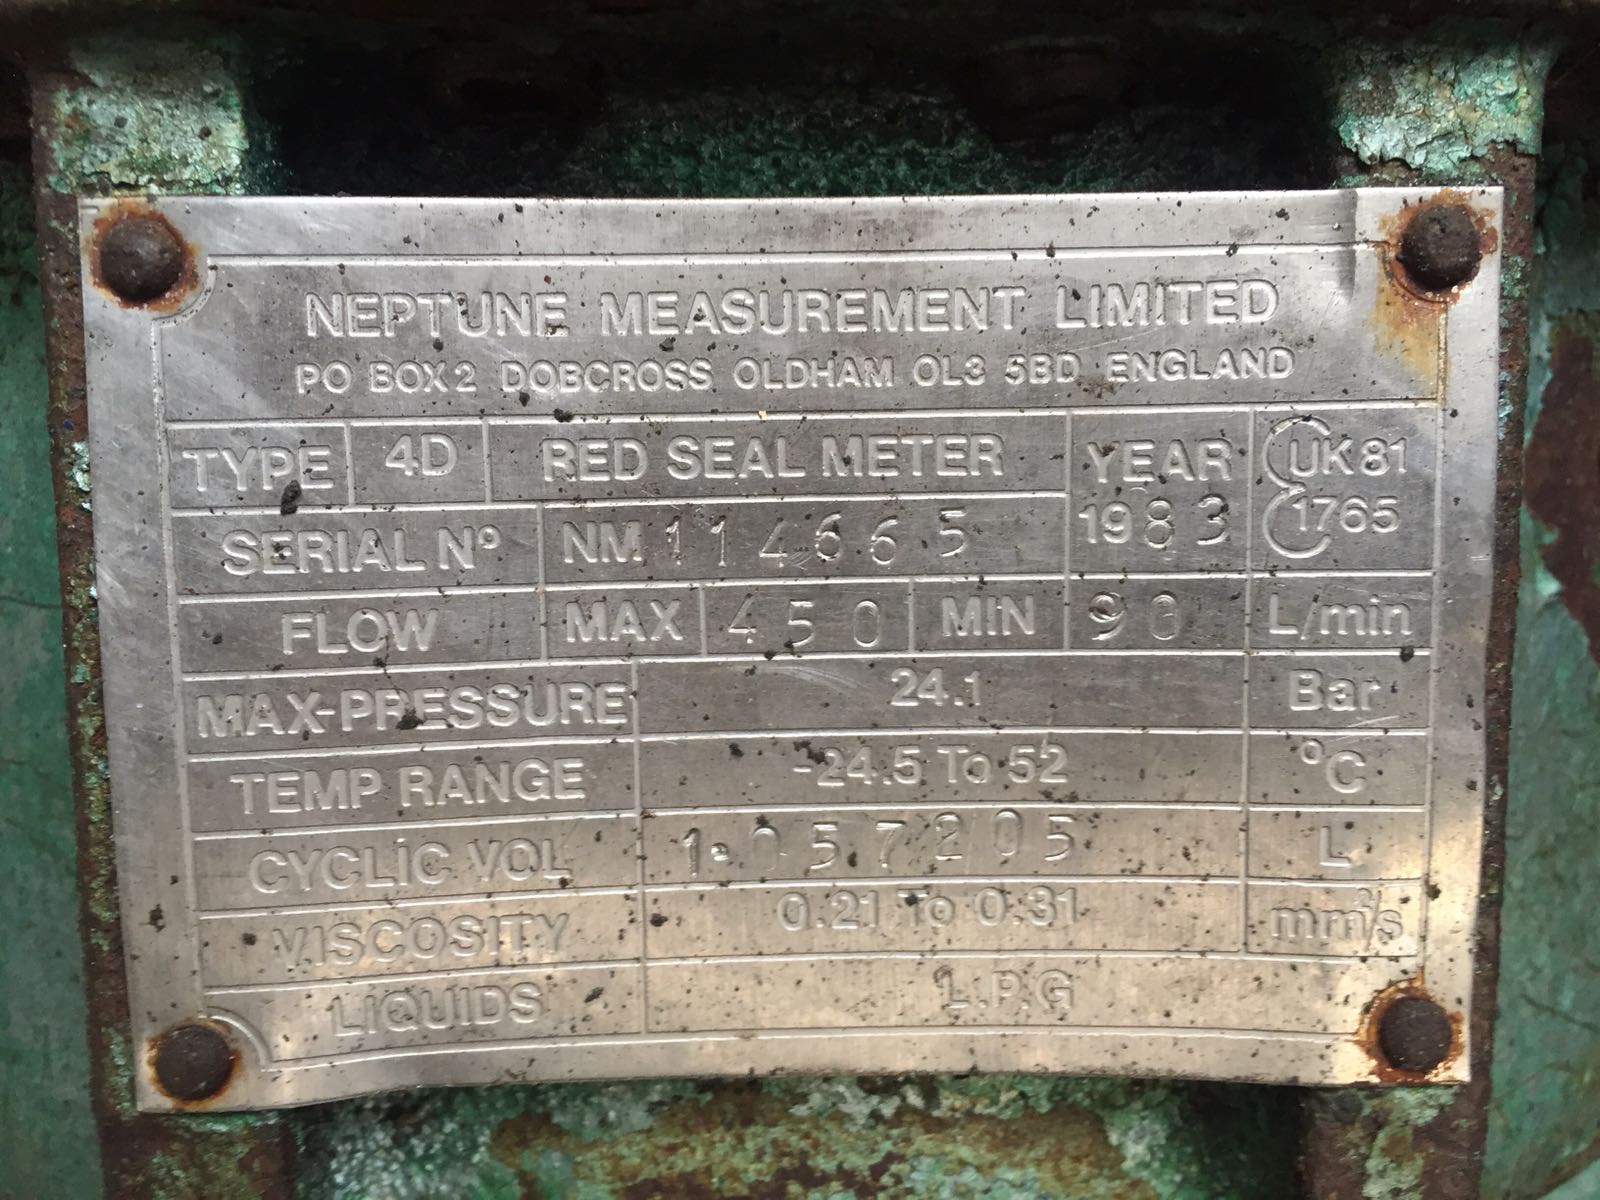 NEPTUNE MEASUREMENT LIMITED
PO BOX 2 DOBCROSS OLDHAM OL3 5BD ENGLAND
TYPE 4D RED SEAL METER YEAR 1983 UK81 1765
SERIAL Nº NM 114665
FLOW MAX 450 MIN 90 L/min
MAX-PRESSURE 24.1 Bar
TEMP RANGE -24.5 To 52 °C
CYCLIC VOL 1.057205 L
VISCOSITY 0.21 To 0.31 mm²/s
LIQUIDS L.P.G